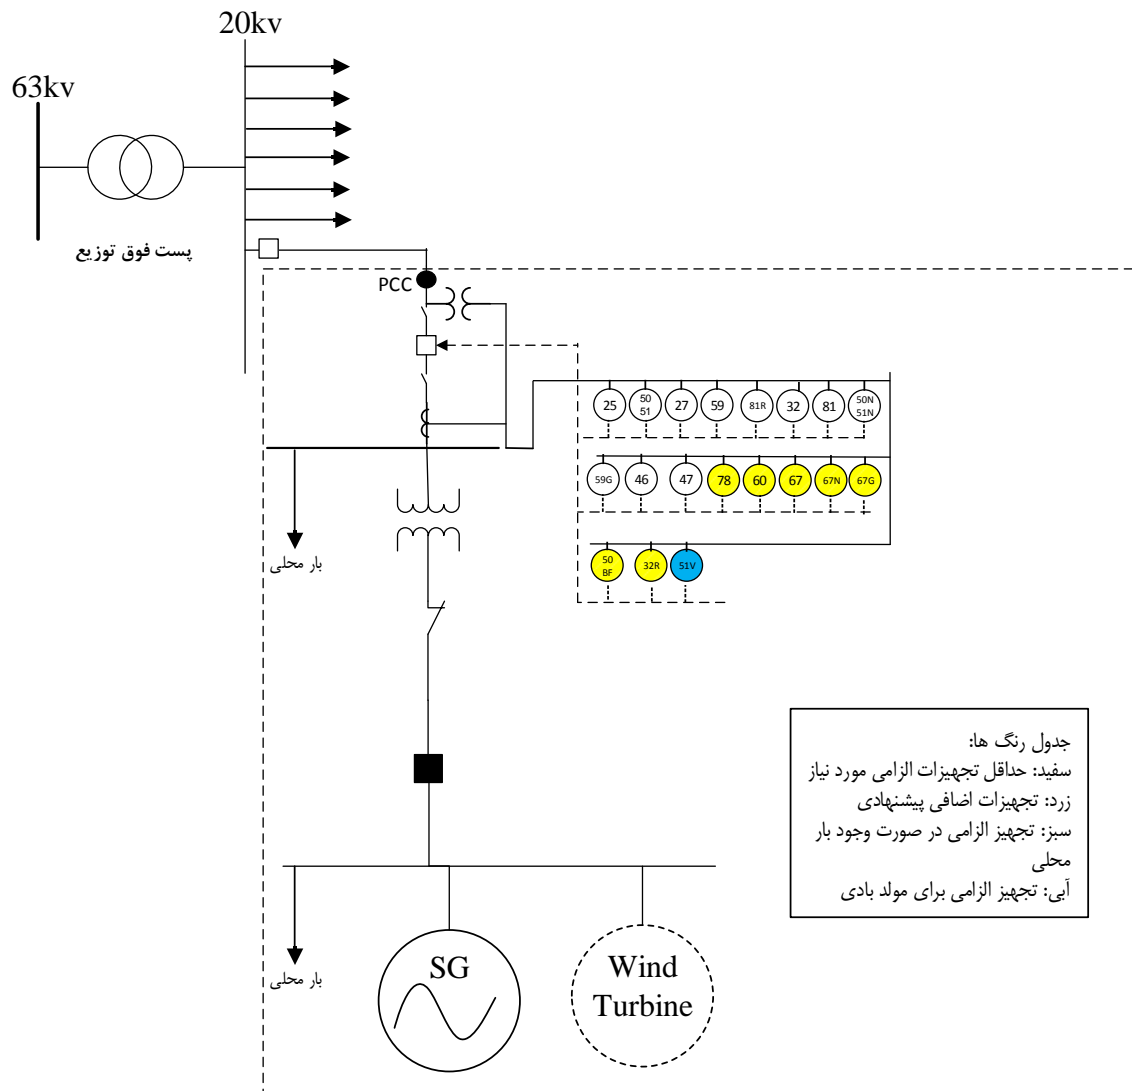 20kv
63kv
پست فوق توزیع
PCC
25
50
51
27
59
81R
32
81
50N
51N
59G
46
47
78
60
67
67N
67G
50
BF
32R
51V
بار محلی
جدول رنگ ها:
سفید: حداقل تجهیزات الزامی مورد نیاز
زرد: تجهیزات اضافی پیشنهادی
سبز: تجهیز الزامی در صورت وجود بار
محلی
آبی: تجهیز الزامی برای مولد بادی
بار محلی
SG
Wind
Turbine